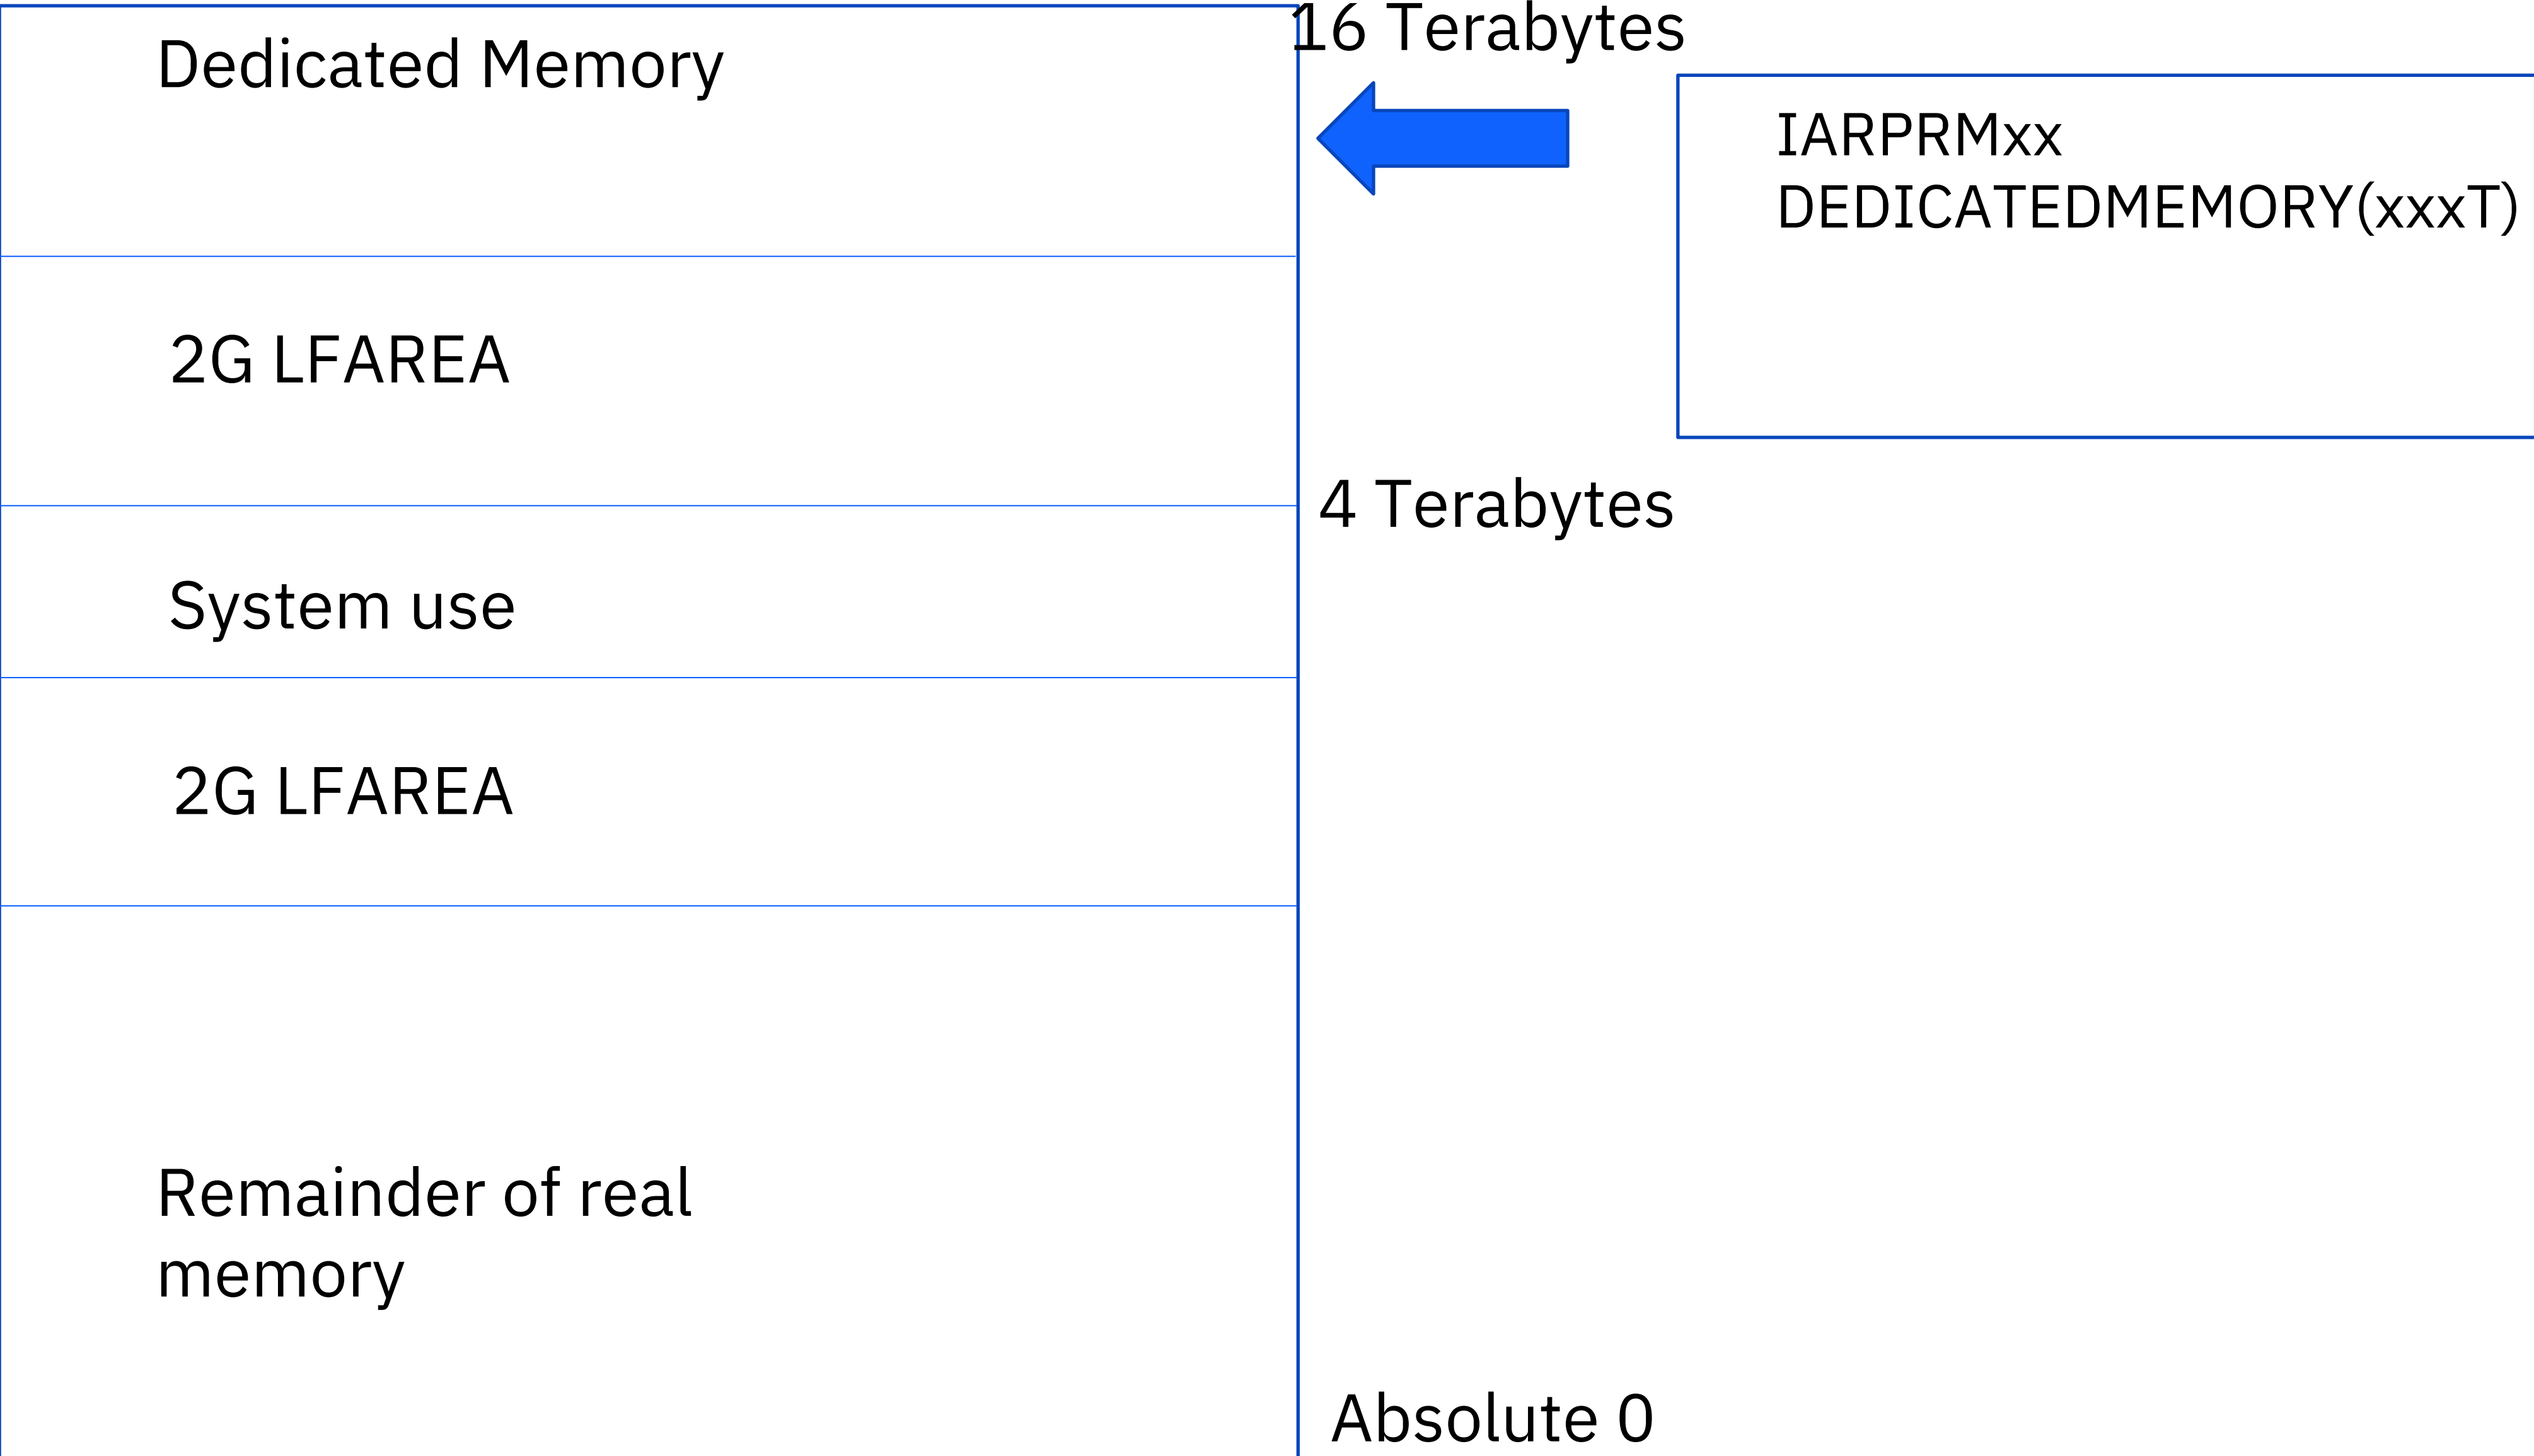 Dedicated Memory
16 Terabytes
IARPRMxx
DEDICATEDMEMORY(xxxT)
2G LFAREA
4 Terabytes
System use
2G LFAREA
Remainder of real
memory
Absolute 0